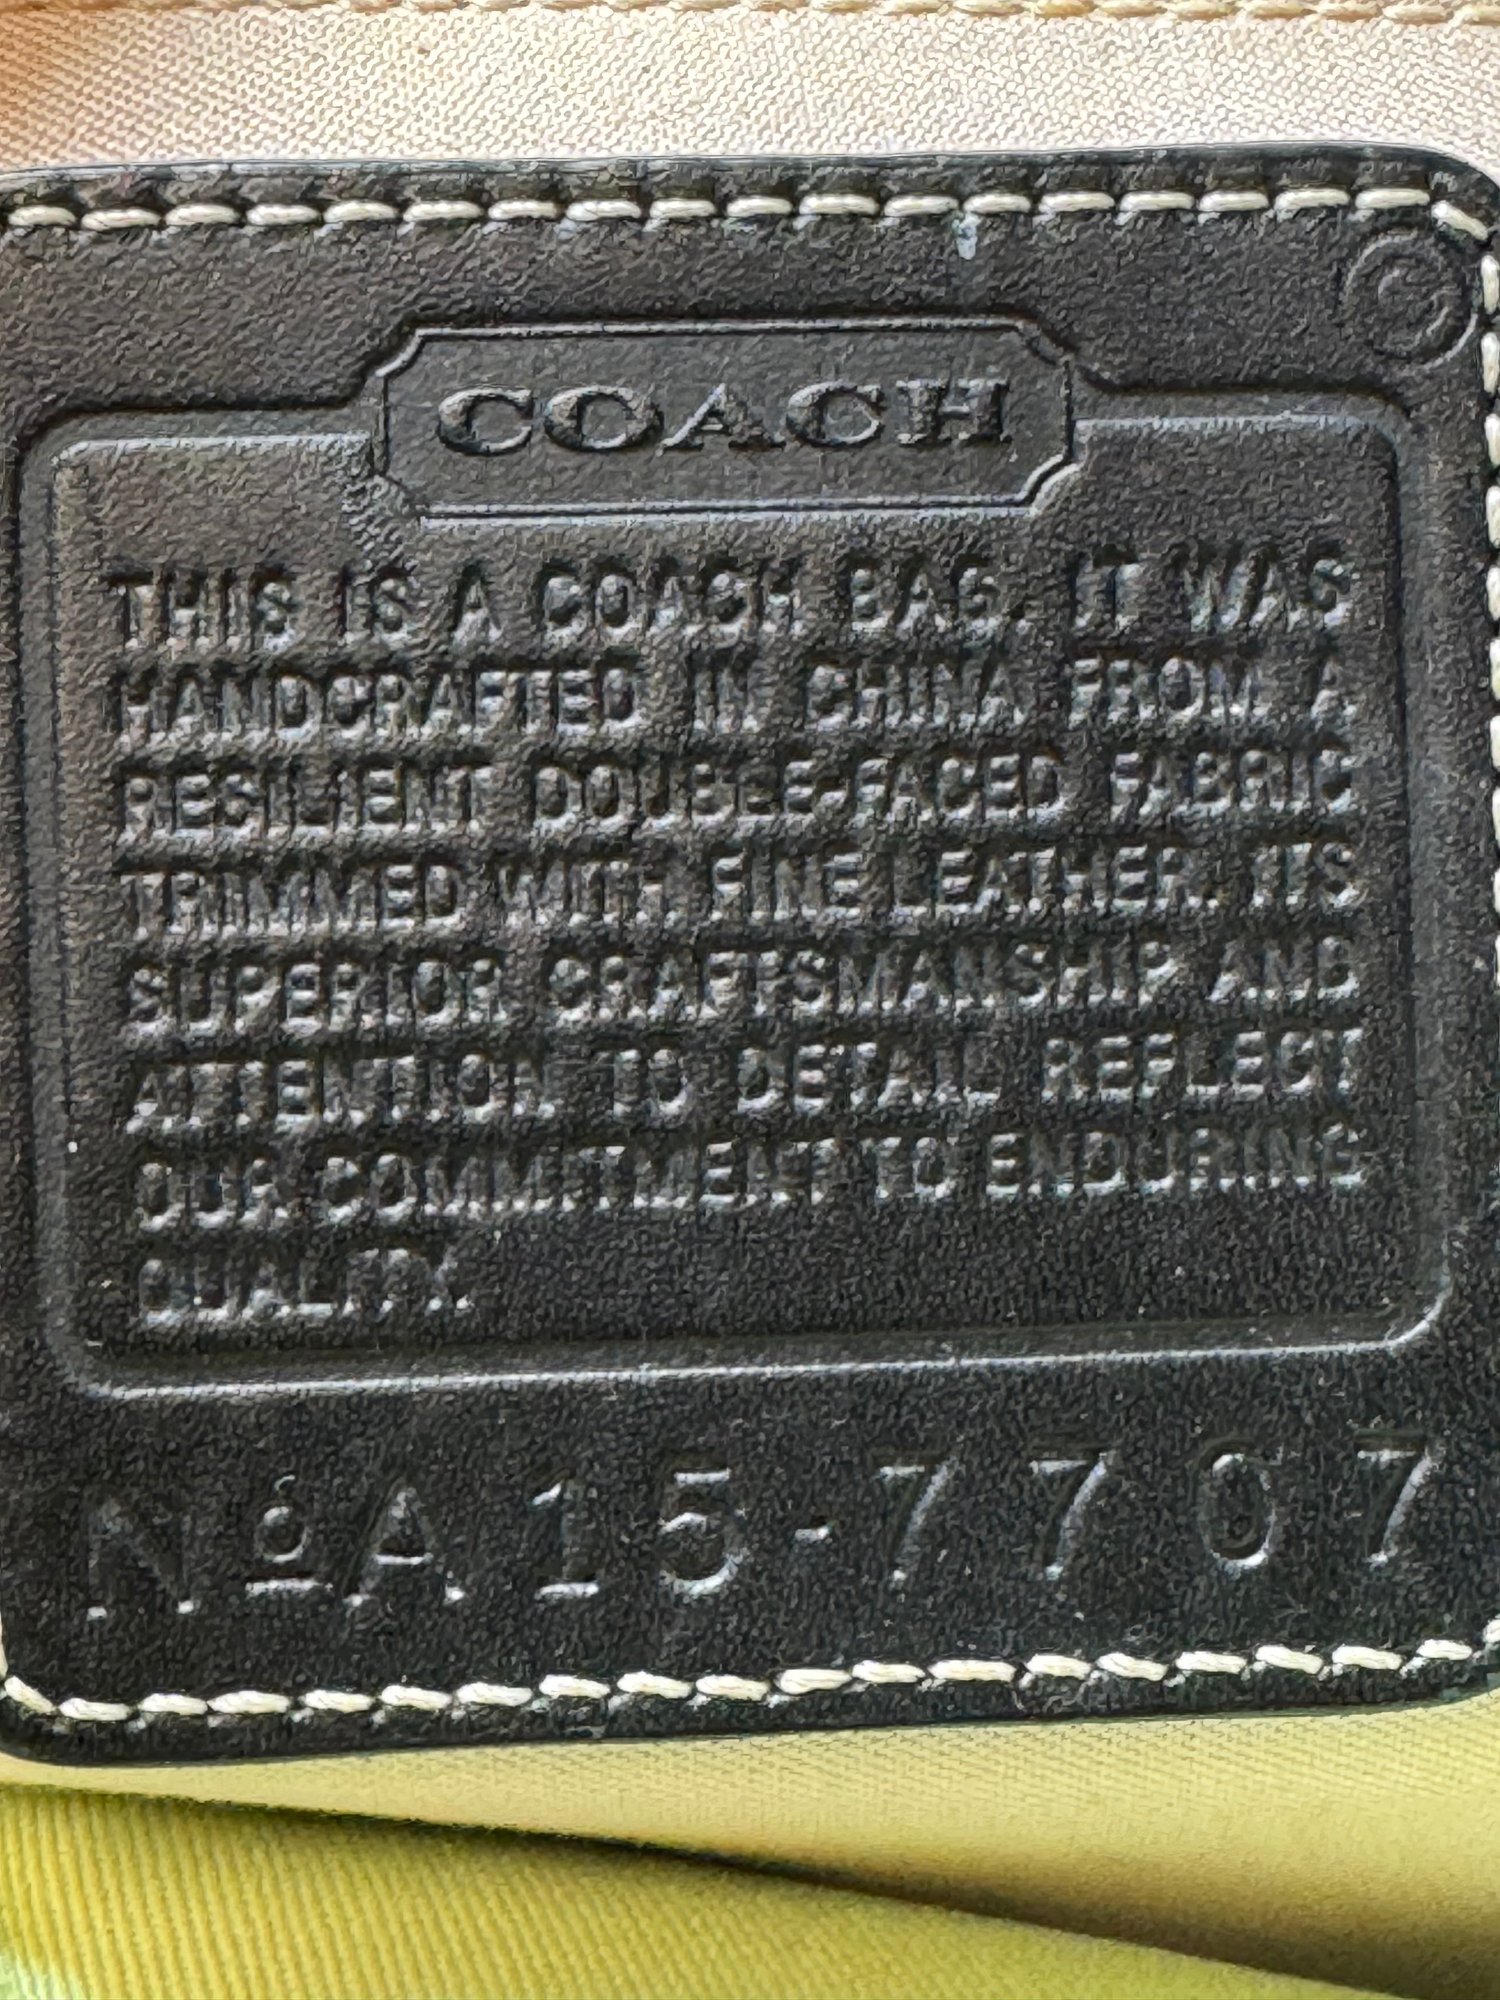 COACH
THIS IS A COACH BAG. IT WAS
HANDCRAFTED IN CHINA FROM A
RESILIENT DOUBLE-FACED FABRIC
TRIMMED WITH FINE LEATHER. ITS
SUPERIOR CRAFTSMANSHIP AND
ATTENTION TO DETAIL REFLECT
OUR COMMITMENT TO ENDURING
QUALITY.
Nº A15-7707